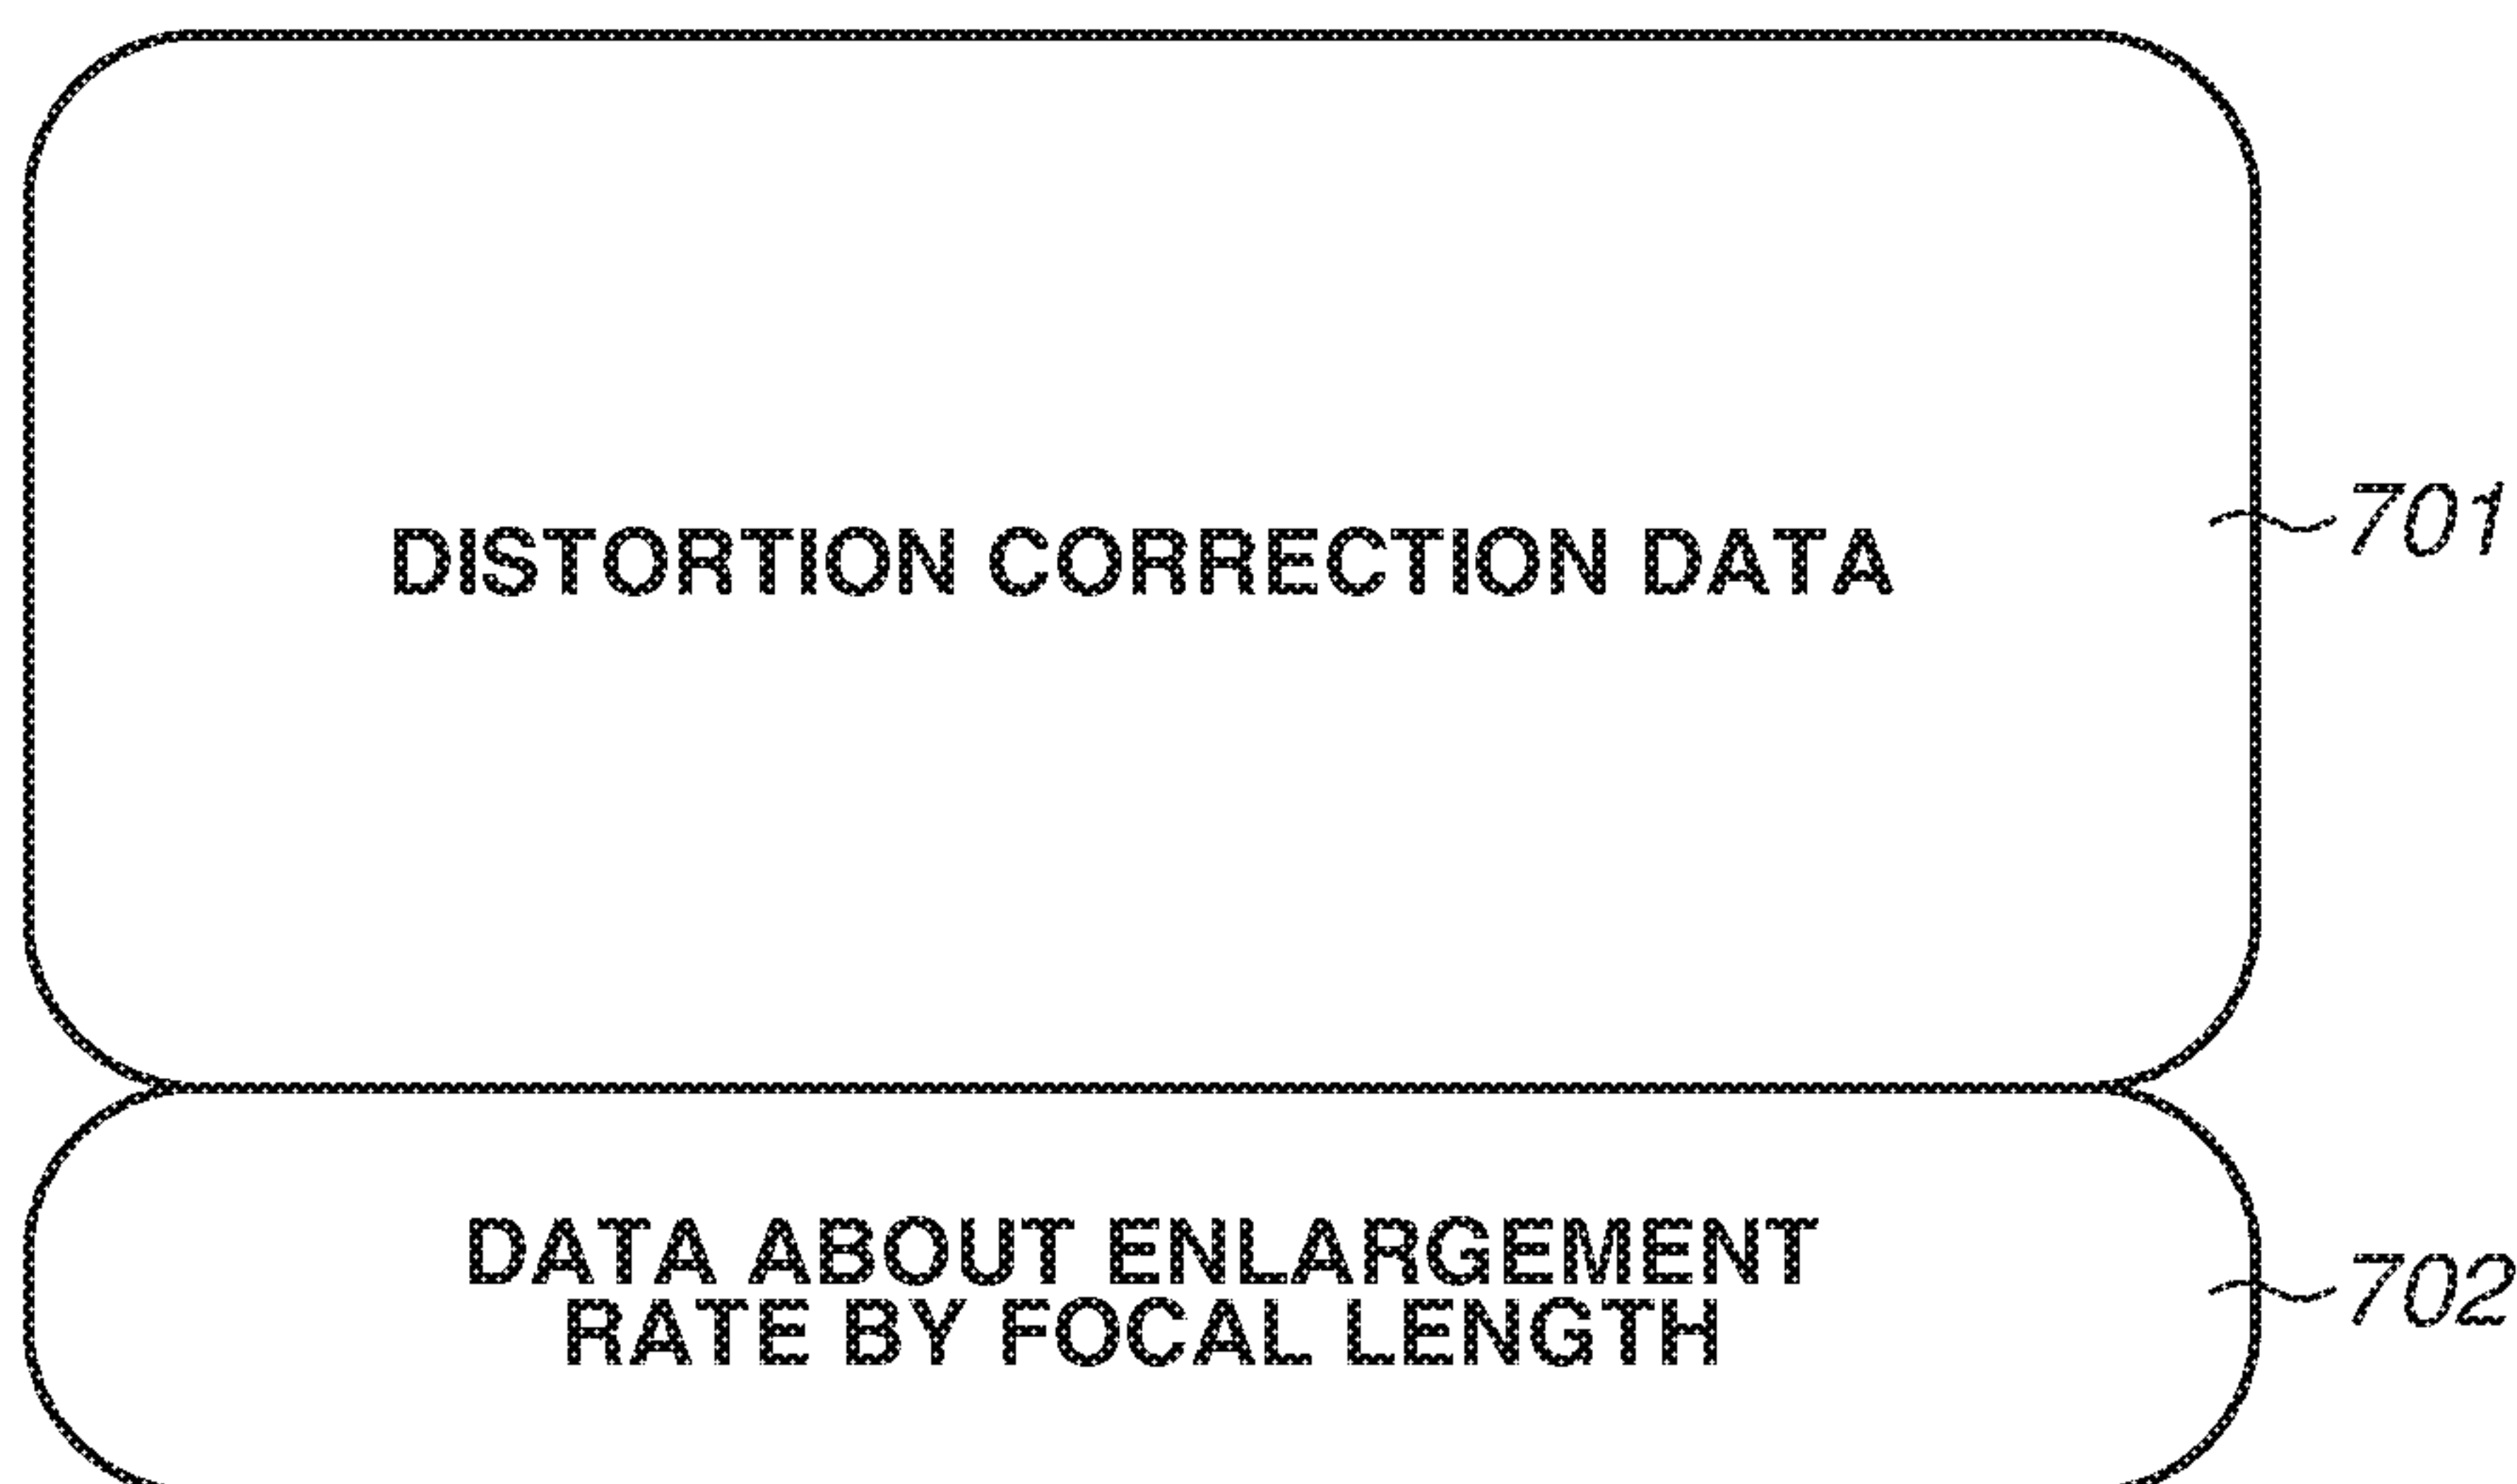 DISTORTION CORRECTION DATA
701
DATA ABOUT ENLARGEMENT
RATE BY FOCAL LENGTH
702